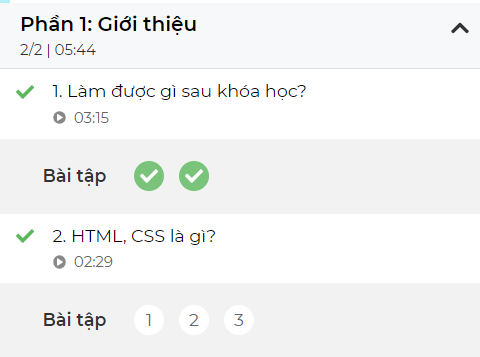 Phần 1: Giới thiệu
2/2 | 05:44
1. Làm được gì sau khóa học?
03:15
Bài tập
2. HTML, CSS là gì?
02:29
Bài tập 1 2 3